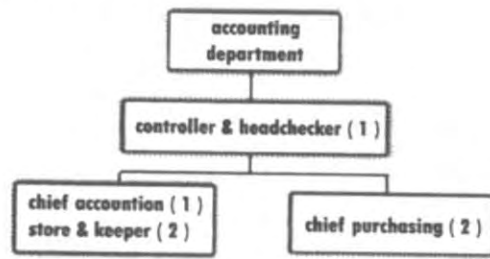 accounting
department
controller & headchecker ( 1 )
chief accountion ( 1 )
store & keeper ( 2 )
chief purchasing ( 2 )